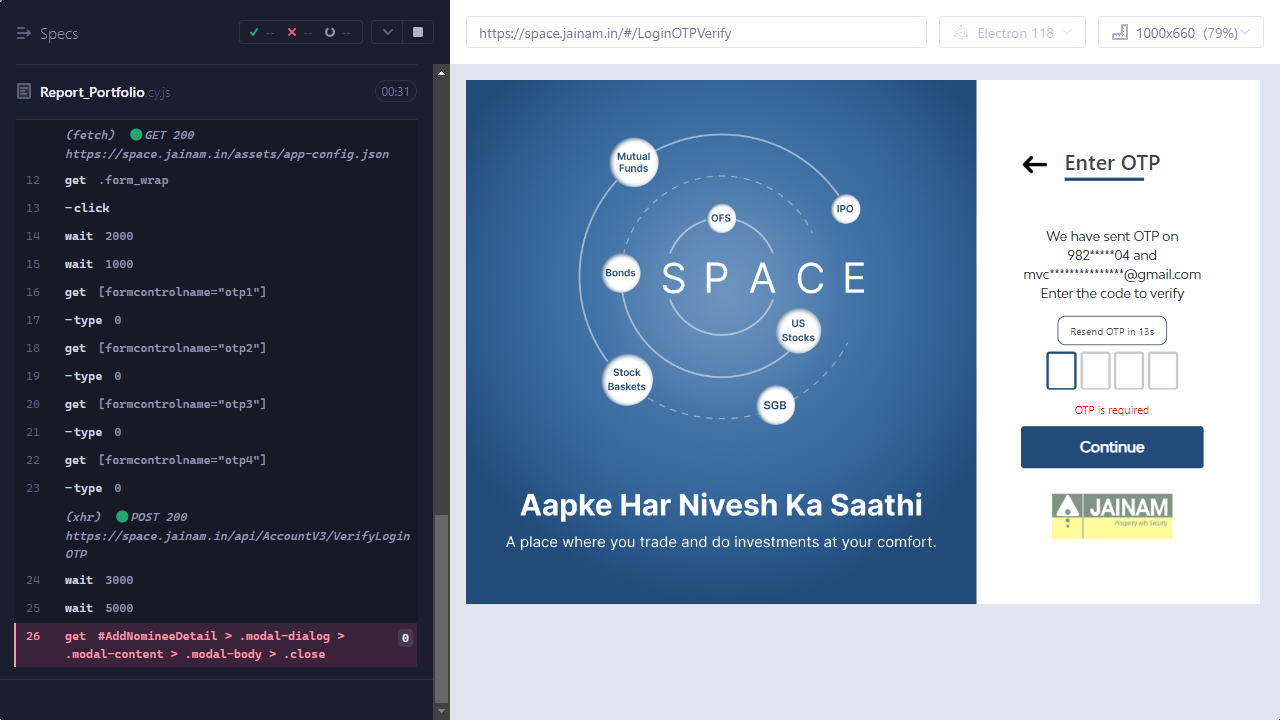 Specs
--
--
--
https://space.jainam.in/#/LoginOTPVerify
Electron 118
1000x660 (79%)
Report_Portfolio.cy.js
00:31
(fetch) GET 200
https://space.jainam.in/assets/app-config.json
12 get .form_wrap
13 -click
14 wait 2000
15 wait 1000
16 get [formcontrolname="otp1"]
17 -type 0
18 get [formcontrolname="otp2"]
19 -type 0
20 get [formcontrolname="otp3"]
21 -type 0
22 get [formcontrolname="otp4"]
23 -type 0
(xhr) POST 200
https://space.jainam.in/api/AccountV3/VerifyLogin
OTP
24 wait 3000
25 wait 5000
26 get #AddNomineeDetail > .modal-dialog >
.modal-content > .modal-body > .close
0
Mutual
Funds
IPO
OFS
Bonds
SPACE
US
Stocks
Stock
Baskets
SGB
Aapke Har Nivesh Ka Saathi
A place where you trade and do investments at your comfort.
Enter OTP
We have sent OTP on
982*****04 and
mvc***************@gmail.com
Enter the code to verify
Resend OTP in 13s
OTP is required
Continue
JAINAM
Prosperity with Security